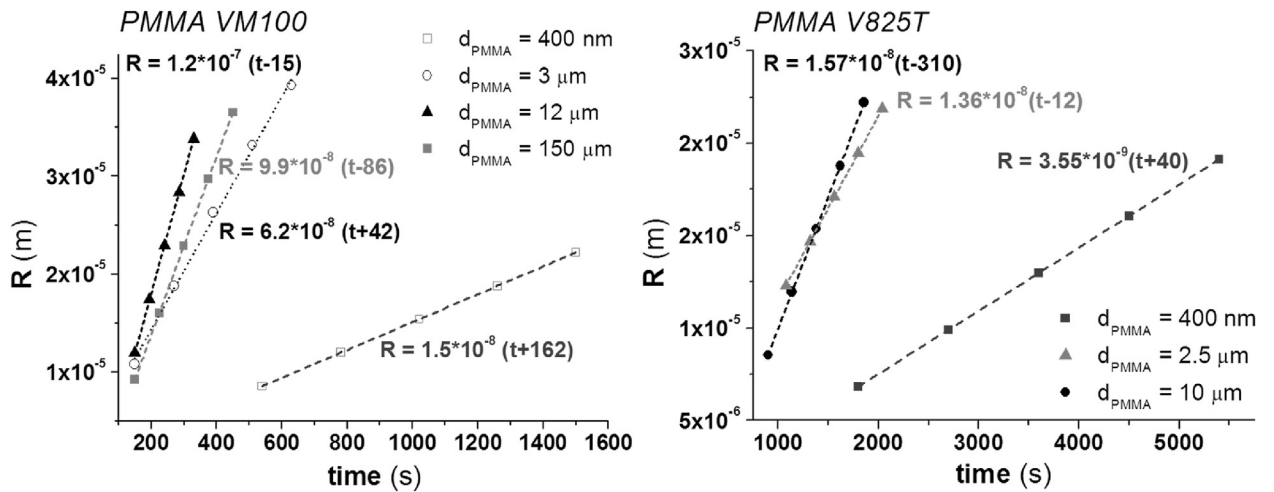 PMMA VM100
R = 1.2*10⁻⁷ (t-15)
d_PMMA = 400 nm
d_PMMA = 3 μm
d_PMMA = 12 μm
d_PMMA = 150 μm
R = 9.9*10⁻⁸ (t-86)
R = 6.2*10⁻⁸ (t+42)
R = 1.5*10⁻⁸ (t+162)
4x10⁻⁵
3x10⁻⁵
2x10⁻⁵
1x10⁻⁵
R (m)
200 400 600 800 1000 1200 1400 1600
time (s)
PMMA V825T
R = 1.57*10⁻⁸(t-310)
R = 1.36*10⁻⁸(t-12)
R = 3.55*10⁻⁹(t+40)
d_PMMA = 400 nm
d_PMMA = 2.5 μm
d_PMMA = 10 μm
3x10⁻⁵
2x10⁻⁵
2x10⁻⁵
1x10⁻⁵
5x10⁻⁶
R (m)
1000 2000 3000 4000 5000
time (s)